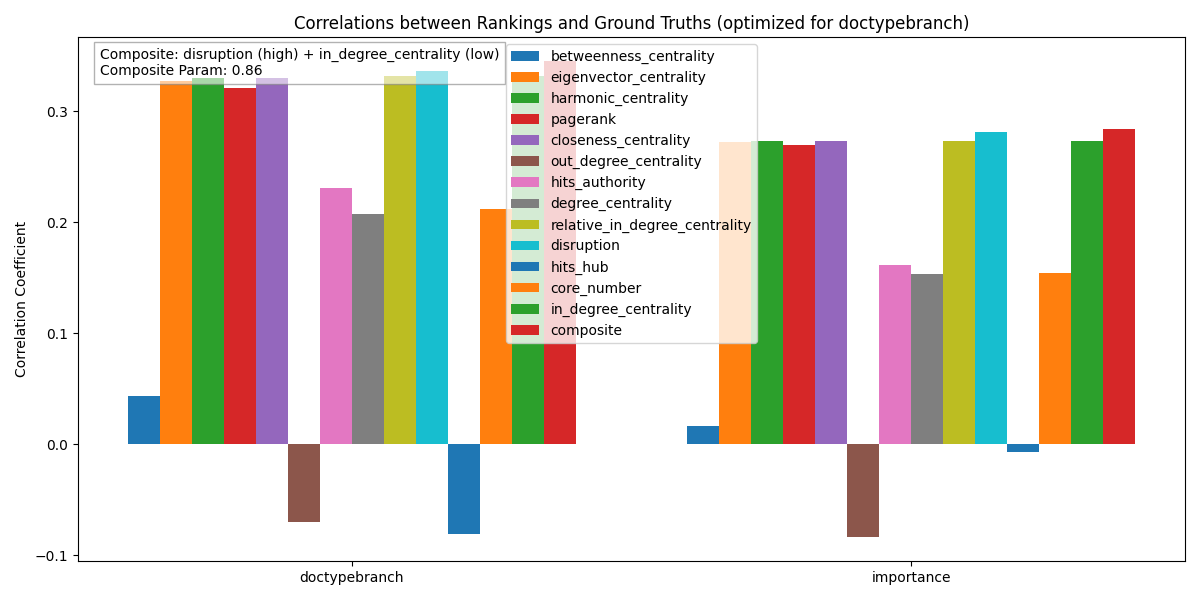 Correlations between Rankings and Ground Truths (optimized for doctypebranch)
Composite: disruption (high) + in_degree_centrality (low)
Composite Param: 0.86
betweenness_centrality
eigenvector_centrality
harmonic_centrality
pagerank
closeness_centrality
out_degree_centrality
hits_authority
degree_centrality
relative_in_degree_centrality
disruption
hits_hub
core_number
in_degree_centrality
composite
Correlation Coefficient
0.3
0.2
0.1
0.0
−0.1
doctypebranch
importance